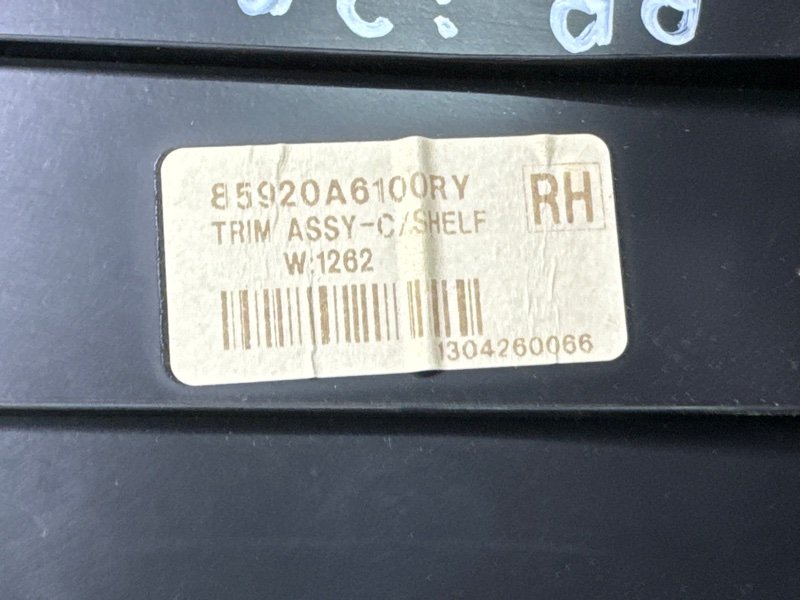 85920A6100RY
RH
TRIM ASSY-C/SHELF
W:1262
1304260066